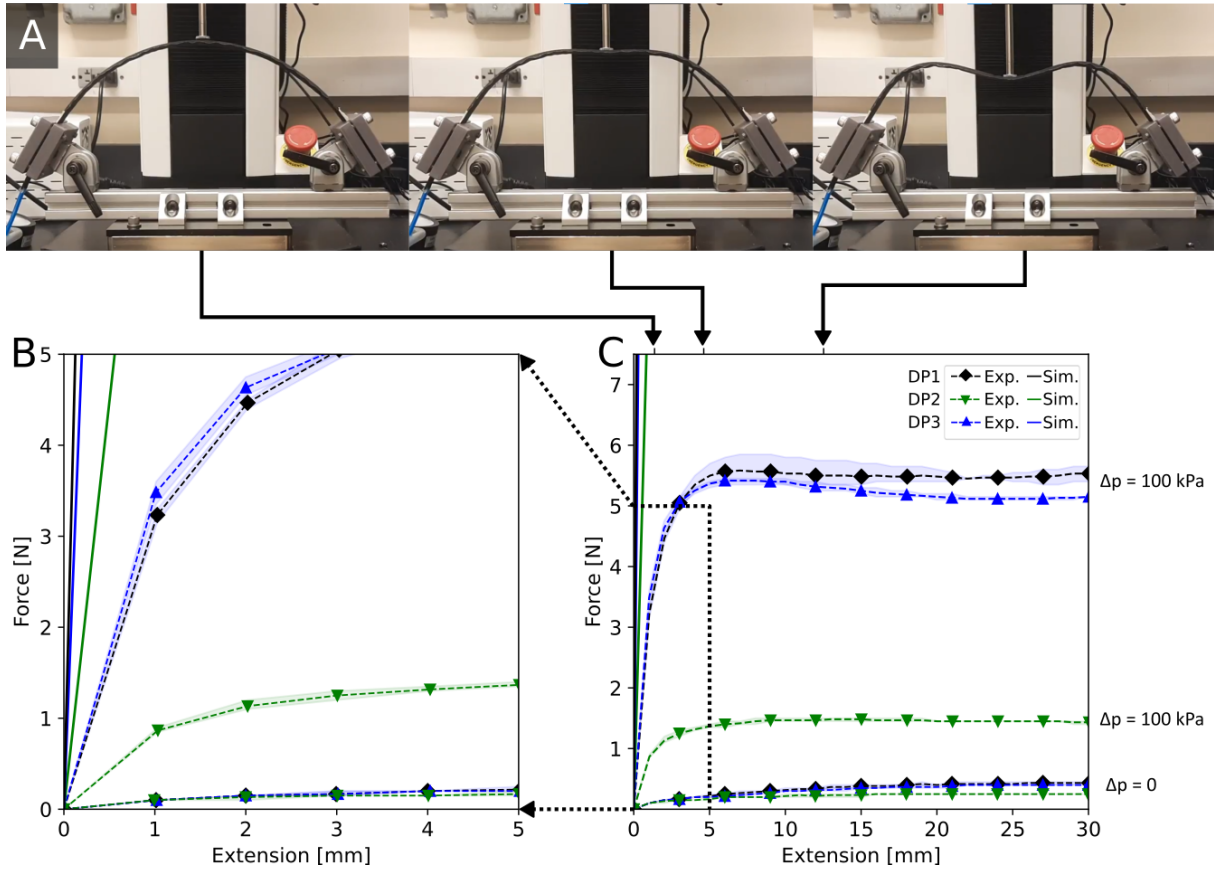 A
B
5
4
3
2
1
0
Force [N]
0 1 2 3 4 5
Extension [mm]
C
7
6
5
4
3
2
1
Force [N]
DP1 Exp. Sim.
DP2 Exp. Sim.
DP3 Exp. Sim.
Δp = 100 kPa
Δp = 100 kPa
Δp = 0
0 5 10 15 20 25 30
Extension [mm]